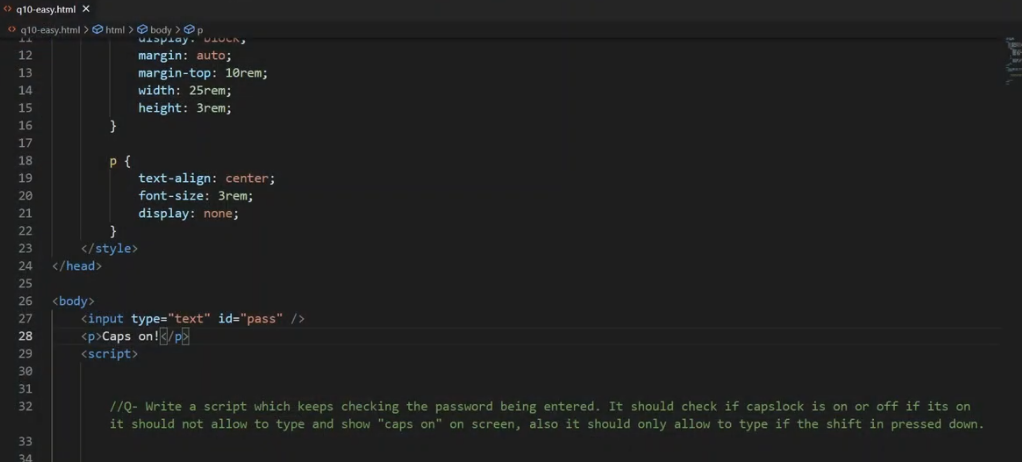 q10-easy.html
q10-easy.html > html > body > p
11 display: block;
12 margin: auto;
13 margin-top: 10rem;
14 width: 25rem;
15 height: 3rem;
16 }
17
18 p {
19 text-align: center;
20 font-size: 3rem;
21 display: none;
22 }
23 </style>
24 </head>
25
26 <body>
27 <input type="text" id="pass" />
28 <p>Caps on!</p>
29 <script>
30
31
32 //Q- Write a script which keeps checking the password being entered. It should check if capslock is on or off if its on
it should not allow to type and show "caps on" on screen, also it should only allow to type if the shift in pressed down.
33
34